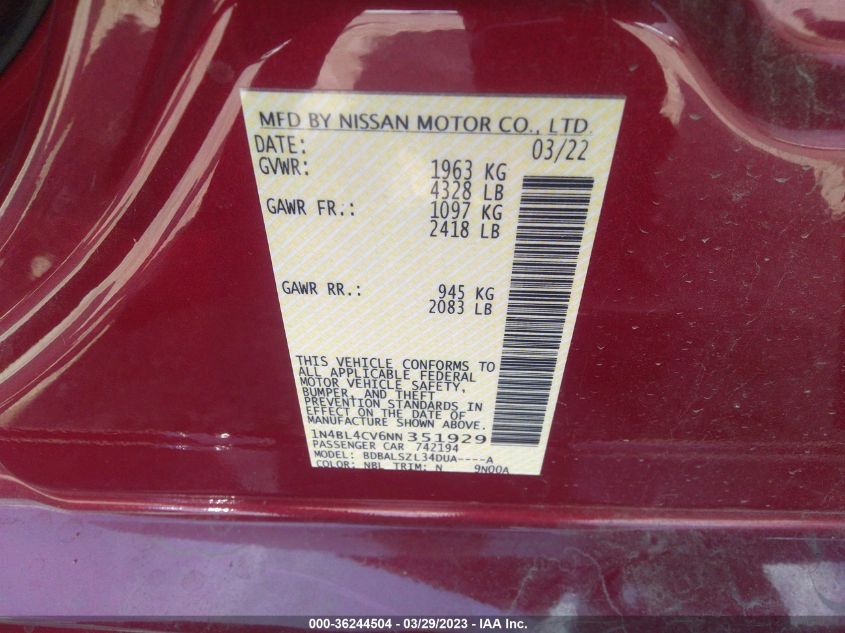 MFD BY NISSAN MOTOR CO., LTD.
DATE: 03/22
GVWR: 1963 KG
4328 LB
GAWR FR.: 1097 KG
2418 LB
GAWR RR.: 945 KG
2083 LB
THIS VEHICLE CONFORMS TO
ALL APPLICABLE FEDERAL
MOTOR VEHICLE SAFETY,
BUMPER, AND THEFT
PREVENTION STANDARDS IN
EFFECT ON THE DATE OF
MANUFACTURE SHOWN ABOVE.
1N4BL4CV6NN351929
PASSENGER CAR 742194
MODEL: BDBALSZL34DUA----A
COLOR: NBL TRIM: N 9N00A
000-36244504 - 03/29/2023 - IAA Inc.